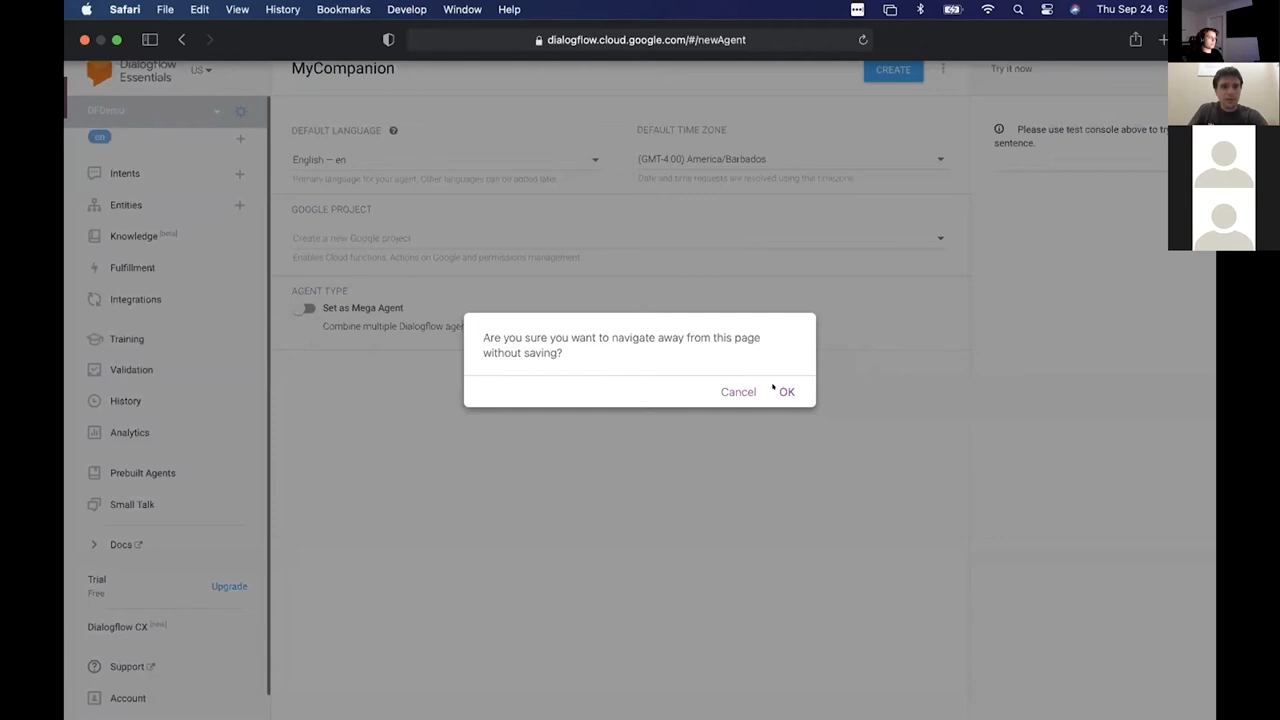 Safari File Edit View History Bookmarks Develop Window Help Thu Sep 24
dialogflow.cloud.google.com/#/newAgent
Dialogflow
Essentials
US
MyCompanion
CREATE
Try it now
DFDemo
en
Intents
Entities
Knowledge [beta]
Fulfillment
Integrations
Training
Validation
History
Analytics
Prebuilt Agents
Small Talk
Docs
Trial
Free
Upgrade
Dialogflow CX [new]
Support
Account
DEFAULT LANGUAGE
English — en
Primary language for your agent. Other languages can be added later.
DEFAULT TIME ZONE
(GMT-4:00) America/Barbados
Date and time requests are resolved using this timezone.
GOOGLE PROJECT
Create a new Google project
Enables Cloud functions, Actions on Google and permissions management.
AGENT TYPE
Set as Mega Agent
Combine multiple Dialogflow
Please use test console above to
sentence.
Are you sure you want to navigate away from this page
without saving?
Cancel OK